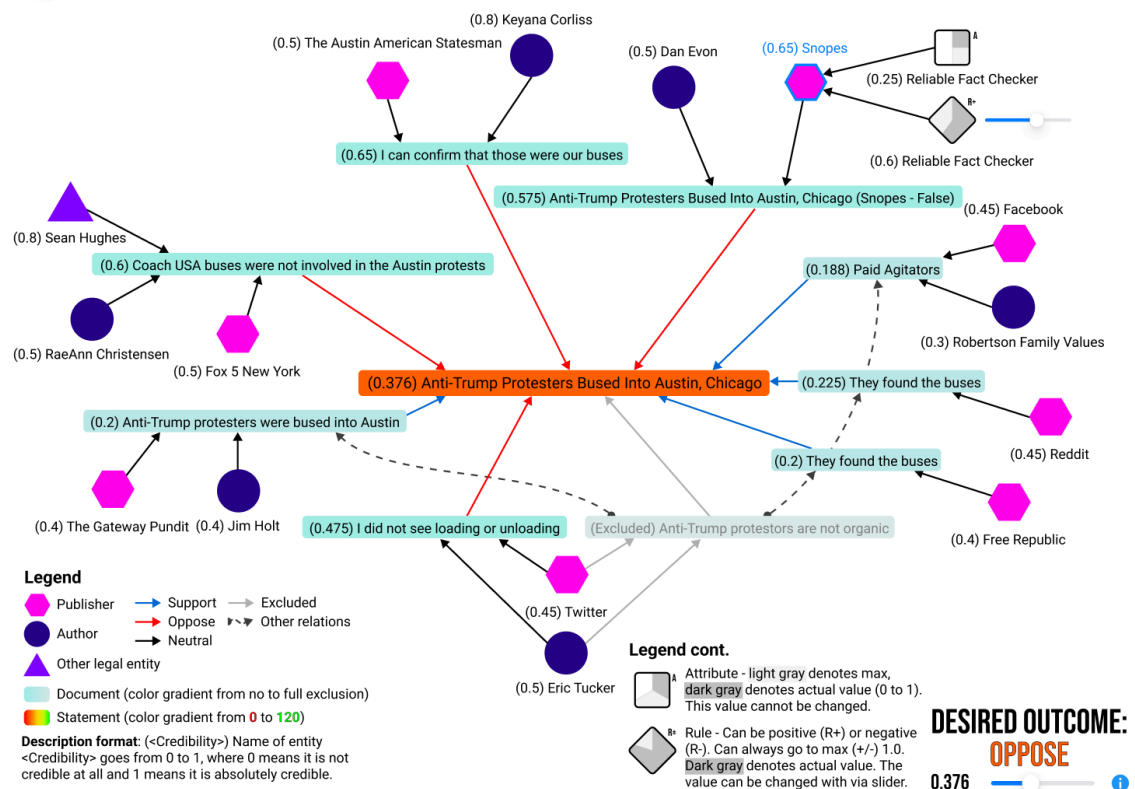 (0.8) Keyana Corliss
(0.5) The Austin American Statesman
(0.5) Dan Evon
(0.65) Snopes
A
(0.25) Reliable Fact Checker
R+
(0.6) Reliable Fact Checker
(0.65) I can confirm that those were our buses
(0.575) Anti-Trump Protesters Bused Into Austin, Chicago (Snopes - False)
(0.45) Facebook
(0.8) Sean Hughes
(0.6) Coach USA buses were not involved in the Austin protests
(0.188) Paid Agitators
(0.5) RaeAnn Christensen
(0.5) Fox 5 New York
(0.3) Robertson Family Values
(0.376) Anti-Trump Protesters Bused Into Austin, Chicago
(0.225) They found the buses
(0.2) Anti-Trump protesters were bused into Austin
(0.45) Reddit
(0.2) They found the buses
(0.4) The Gateway Pundit
(0.4) Jim Holt
(0.475) I did not see loading or unloading
(Excluded) Anti-Trump protestors are not organic
(0.4) Free Republic
(0.45) Twitter
(0.5) Eric Tucker
Legend
Publisher
Author
Other legal entity
Support
Oppose
Neutral
Excluded
Other relations
Document (color gradient from no to full exclusion)
Statement (color gradient from 0 to 120)
Description format: (<Credibility>) Name of entity
<Credibility> goes from 0 to 1, where 0 means it is not
credible at all and 1 means it is absolutely credible.
Legend cont.
A
Attribute - light gray denotes max,
dark gray denotes actual value (0 to 1).
This value cannot be changed.
R±
Rule - Can be positive (R+) or negative
(R-). Can always go to max (+/-) 1.0.
Dark gray denotes actual value. The
value can be changed with via slider.
DESIRED OUTCOME:
OPPOSE
0.376
i